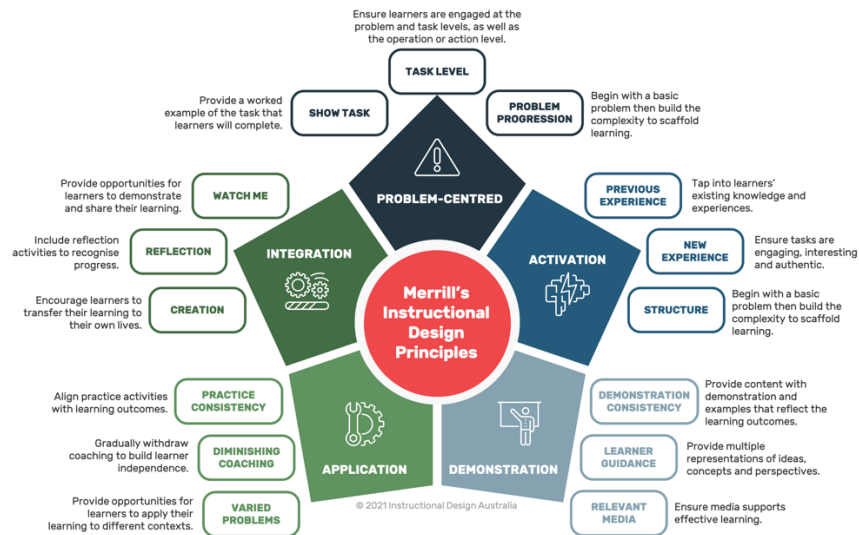 Ensure learners are engaged at the
problem and task levels, as well as
the operation or action level.
TASK LEVEL
Provide a worked
example of the task that
learners will complete.
SHOW TASK
PROBLEM
PROGRESSION
Begin with a basic
problem then build the
complexity to scaffold
learning.
PROBLEM-CENTRED
Provide opportunities for
learners to demonstrate
and share their learning.
WATCH ME
Include reflection
activities to recognise
progress.
REFLECTION
Encourage learners to
transfer their learning to
their own lives.
CREATION
INTEGRATION
Merrill's
Instructional
Design
Principles
ACTIVATION
PREVIOUS
EXPERIENCE
Tap into learners'
existing knowledge and
experiences.
NEW
EXPERIENCE
Ensure tasks are
engaging, interesting
and authentic.
STRUCTURE
Begin with a basic
problem then build the
complexity to scaffold
learning.
Align practice activities
with learning outcomes.
PRACTICE
CONSISTENCY
Gradually withdraw
coaching to build learner
independence.
DIMINISHING
COACHING
Provide opportunities for
learners to apply their
learning to different contexts.
VARIED
PROBLEMS
APPLICATION
DEMONSTRATION
DEMONSTRATION
CONSISTENCY
Provide content with
demonstration and
examples that reflect the
learning outcomes.
LEARNER
GUIDANCE
Provide multiple
representations of ideas,
concepts and perspectives.
RELEVANT
MEDIA
Ensure media supports
effective learning.
© 2021 Instructional Design Australia